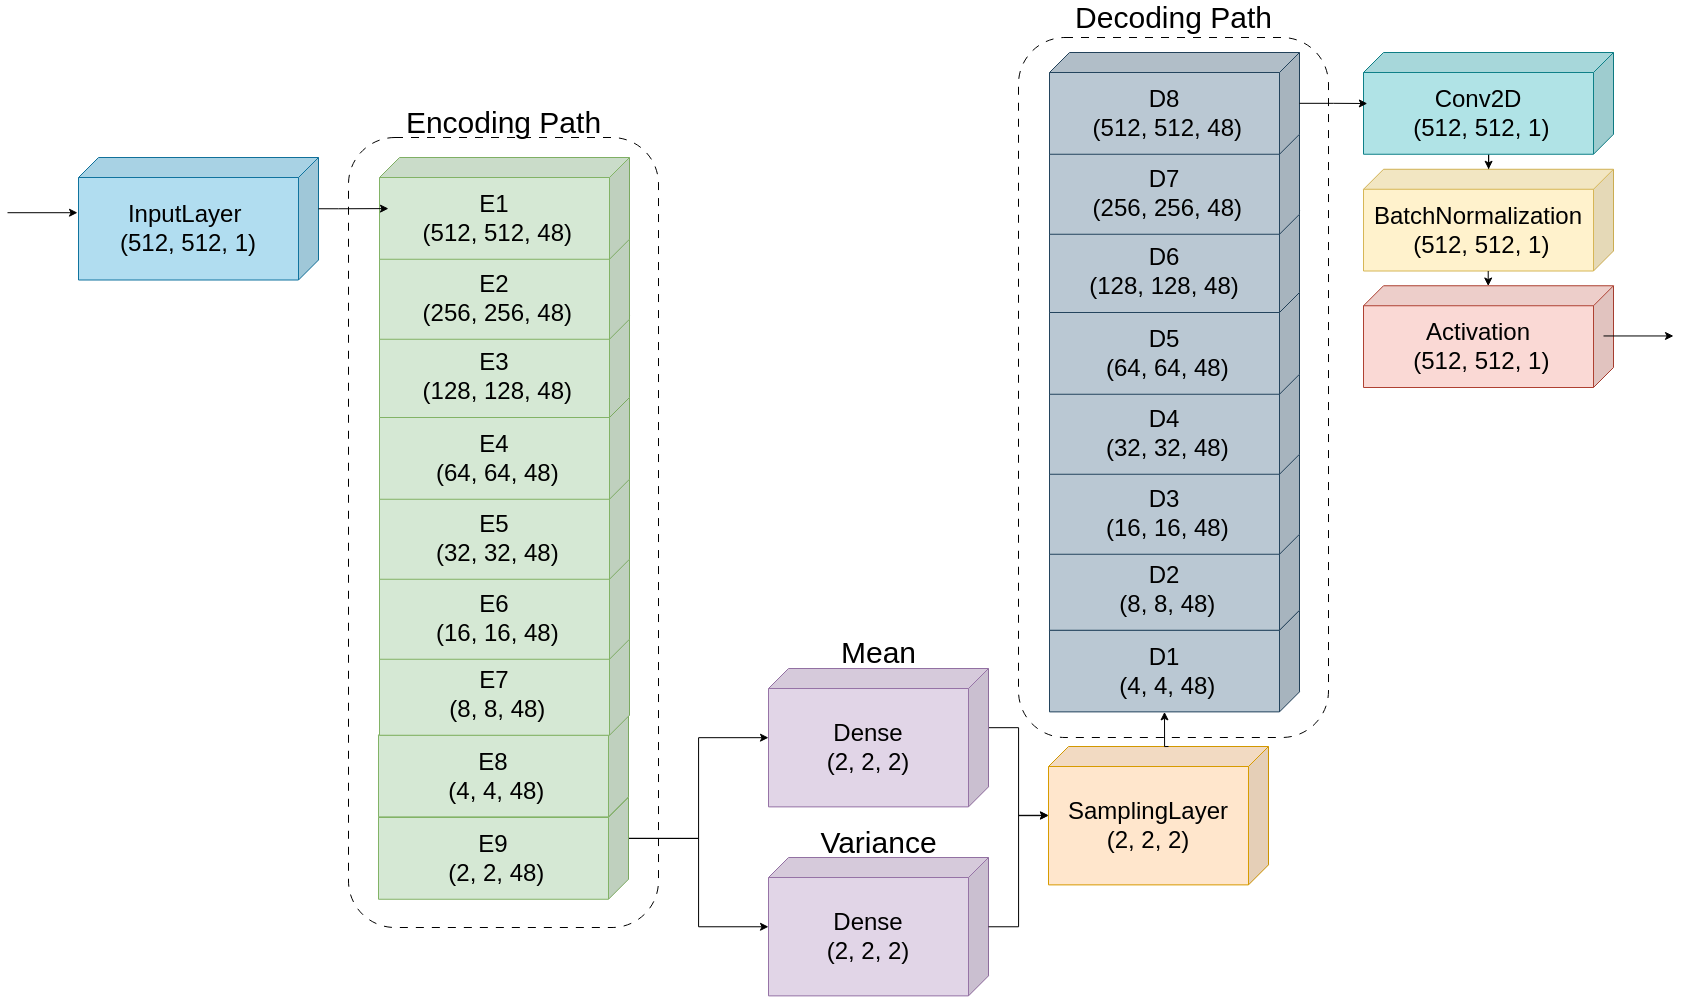 InputLayer
(512, 512, 1)
Encoding Path
E1
(512, 512, 48)
E2
(256, 256, 48)
E3
(128, 128, 48)
E4
(64, 64, 48)
E5
(32, 32, 48)
E6
(16, 16, 48)
E7
(8, 8, 48)
E8
(4, 4, 48)
E9
(2, 2, 48)
Mean
Dense
(2, 2, 2)
Variance
Dense
(2, 2, 2)
SamplingLayer
(2, 2, 2)
Decoding Path
D8
(512, 512, 48)
D7
(256, 256, 48)
D6
(128, 128, 48)
D5
(64, 64, 48)
D4
(32, 32, 48)
D3
(16, 16, 48)
D2
(8, 8, 48)
D1
(4, 4, 48)
Conv2D
(512, 512, 1)
BatchNormalization
(512, 512, 1)
Activation
(512, 512, 1)